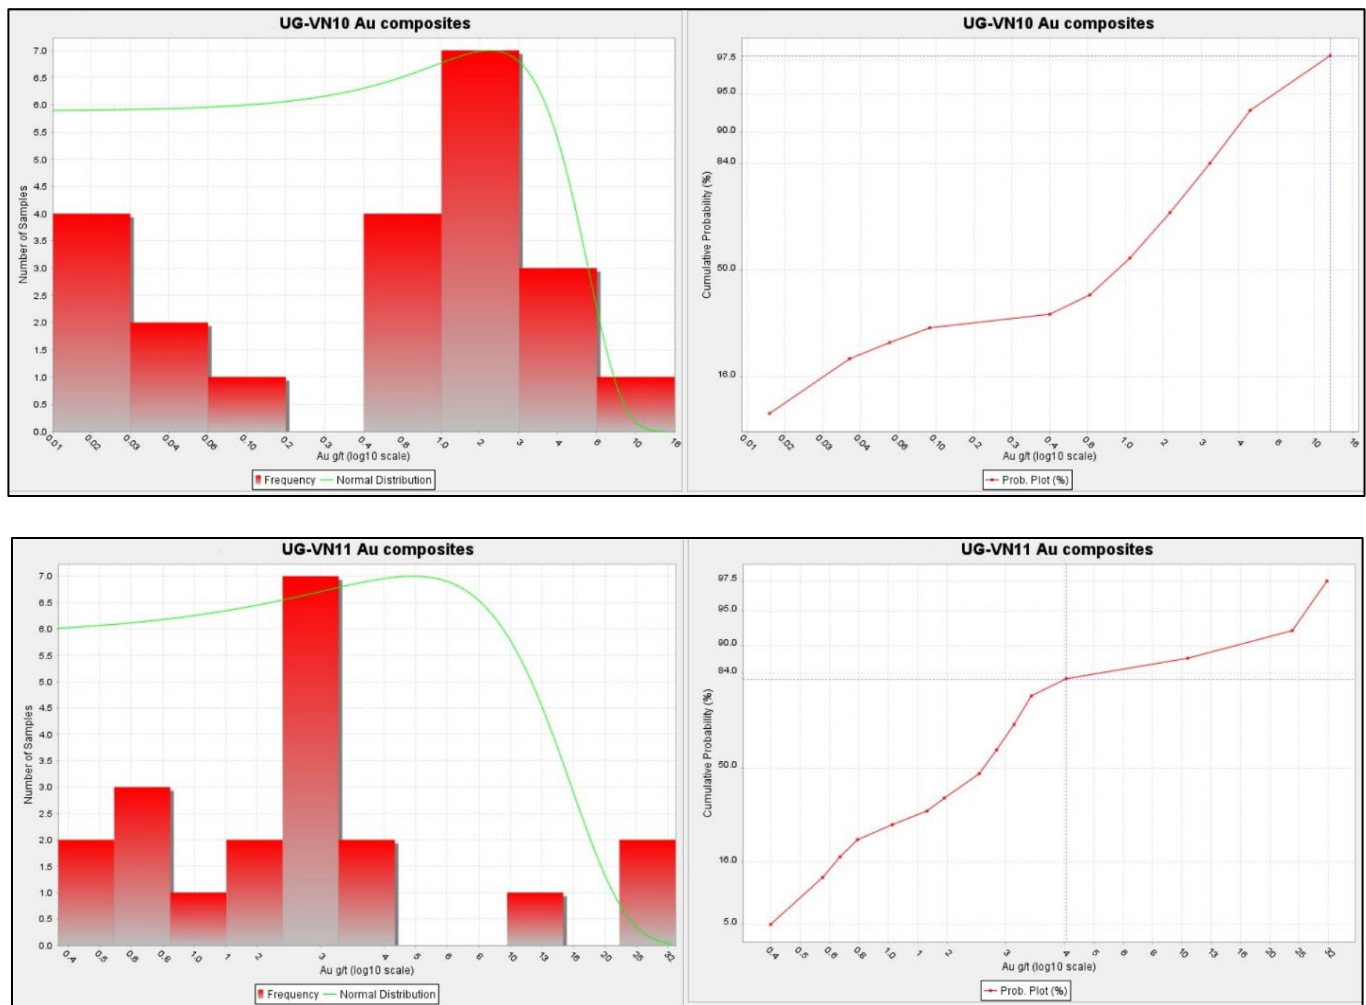 UG-VN10 Au composites
Number of Samples
7.0
6.5
6.0
5.5
5.0
4.5
4.0
3.5
3.0
2.5
2.0
1.5
1.0
0.5
0.0
0.01 0.02 0.03 0.04 0.06 0.10 0.2 0.3 0.4 0.6 1.0 2 3 4 6 10 16
Au g/t (log10 scale)
Frequency Normal Distribution
UG-VN10 Au composites
Cumulative Probability (%)
97.5
95.0
90.0
84.0
50.0
16.0
0.01 0.02 0.03 0.04 0.06 0.10 0.2 0.3 0.4 0.6 1.0 2 3 4 6 10 16
Au g/t (log10 scale)
Prob. Plot (%)
UG-VN11 Au composites
Number of Samples
7.0
6.5
6.0
5.5
5.0
4.5
4.0
3.5
3.0
2.5
2.0
1.5
1.0
0.5
0.0
0.4 0.5 0.6 0.8 1.0 1 2 3 4 5 6 8 10 13 16 20 25 32
Au g/t (log10 scale)
Frequency Normal Distribution
UG-VN11 Au composites
Cumulative Probability (%)
97.5
95.0
90.0
84.0
50.0
16.0
5.0
0.4 0.5 0.6 0.8 1.0 1 2 3 4 5 6 8 10 13 16 20 25 32
Au g/t (log10 scale)
Prob. Plot (%)